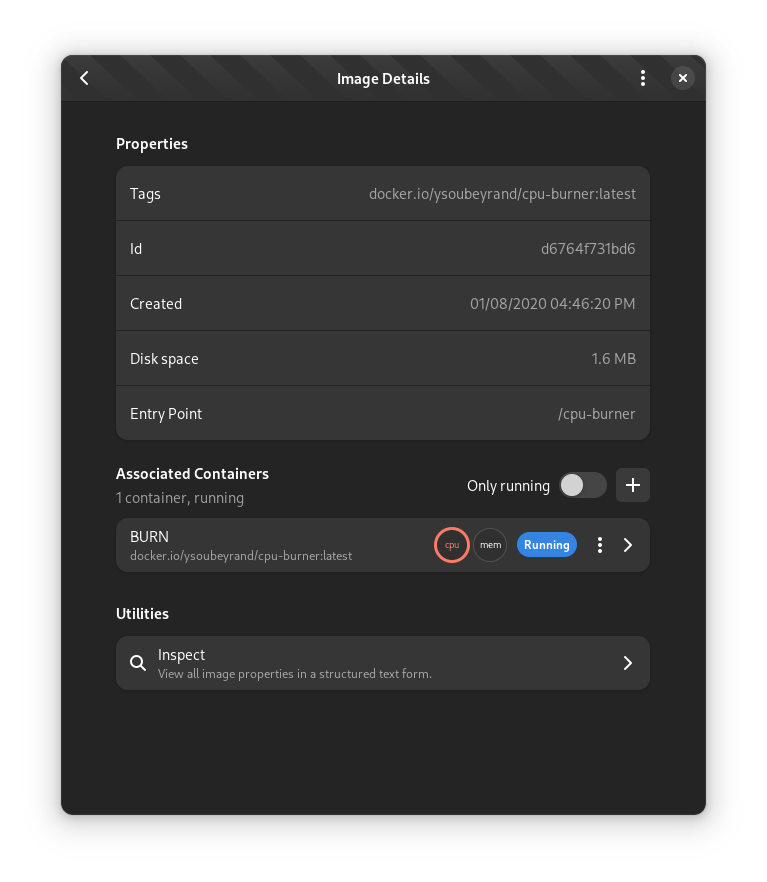 Image Details
Properties
Tags docker.io/ysoubeyrand/cpu-burner:latest
Id d6764f731bd6
Created 01/08/2020 04:46:20 PM
Disk space 1.6 MB
Entry Point /cpu-burner
Associated Containers
1 container, running
Only running
BURN
docker.io/ysoubeyrand/cpu-burner:latest
cpu mem Running
Utilities
Inspect
View all image properties in a structured text form.